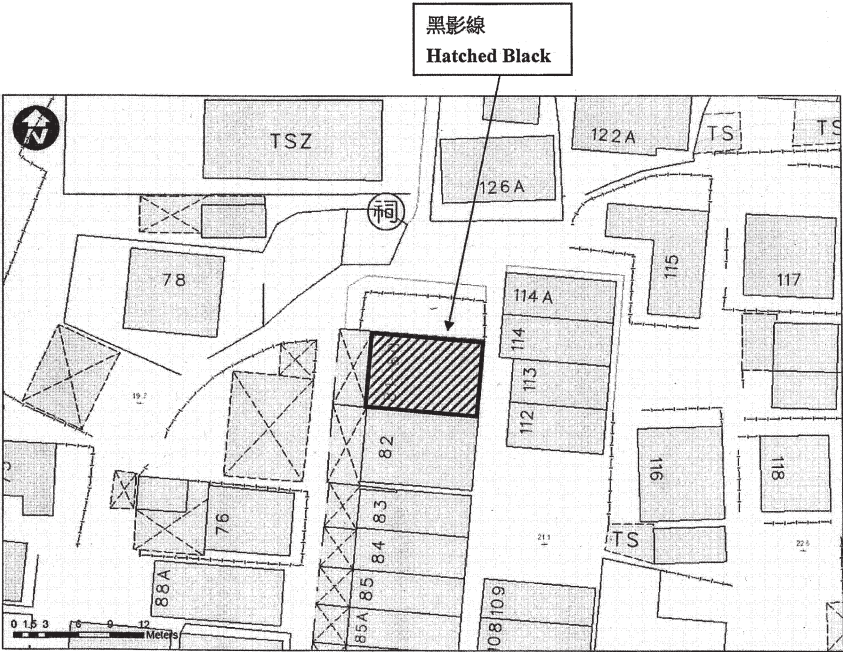 黑影線
Hatched Black
N
TSZ
122A
TS
TS
126A
祠
115
78
117
114A
114
113
112
19.7
82
118
116
83
76
84
21.1
TS
85
88A
109
85A
108
0 1.5 3 6 9 12
Meters